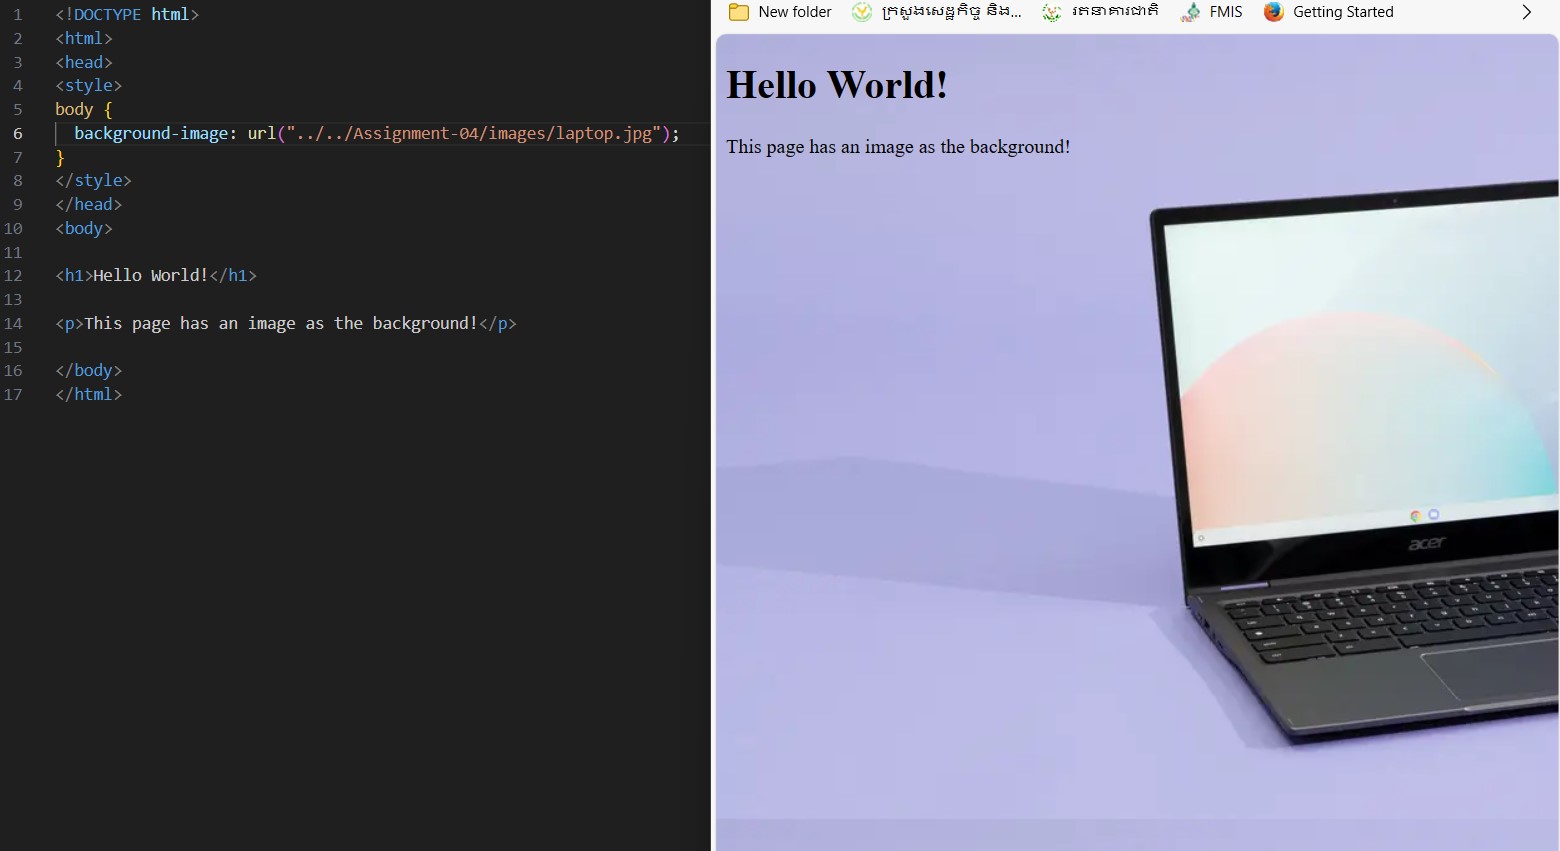 1 <!DOCTYPE html>
2 <html>
3 <head>
4 <style>
5 body {
6 background-image: url("../../Assignment-04/images/laptop.jpg");
7 }
8 </style>
9 </head>
10 <body>
11
12 <h1>Hello World!</h1>
13
14 <p>This page has an image as the background!</p>
15
16 </body>
17 </html>
New folder ក្រសួងសេដ្ឋកិច្ច និង... រតនាគារជាតិ FMIS Getting Started
Hello World!
This page has an image as the background!
acer